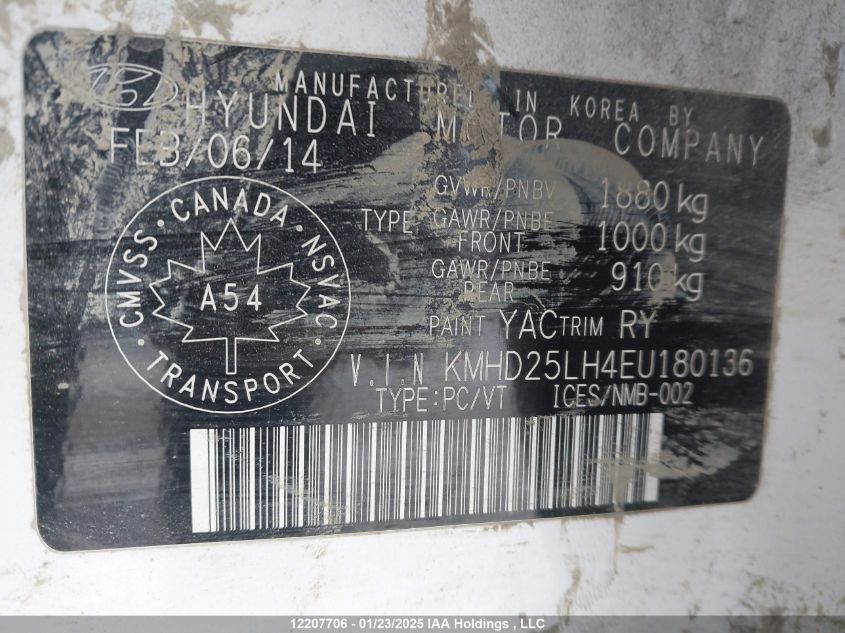 MANUFACTURED IN KOREA BY
HYUNDAI MOTOR COMPANY
FEB/06/14
CMVSS · CANADA · NSVAC · TRANSPORT
A54
GVWR/PNBV 1880 kg
TYPE GAWR/PNBE FRONT 1000 kg
GAWR/PNBE REAR 910 kg
PAINT YAC TRIM RY
V.I.N KMHD25LH4EU180136
TYPE:PC/VT ICES/NMB-002
12207706 - 01/23/2025 IAA Holdings , LLC